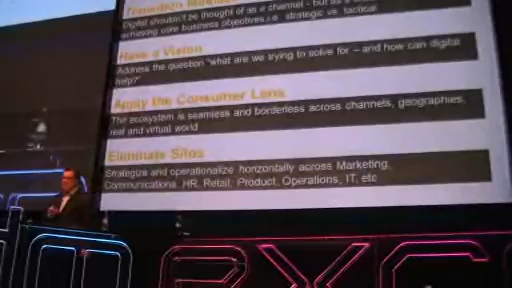 Transition
Digital shouldn't be thought of as a channel - but as a
achieving core business objectives i.e. strategic vs. tactical
Have a Vision
Address the question "what are we trying to solve for – and how can digital
help?"
Apply the Consumer Lens
The ecosystem is seamless and borderless across channels, geographies,
real and virtual world
Eliminate Silos
Strategize and operationalize horizontally across Marketing,
Communications, HR, Retail, Product, Operations, IT, etc